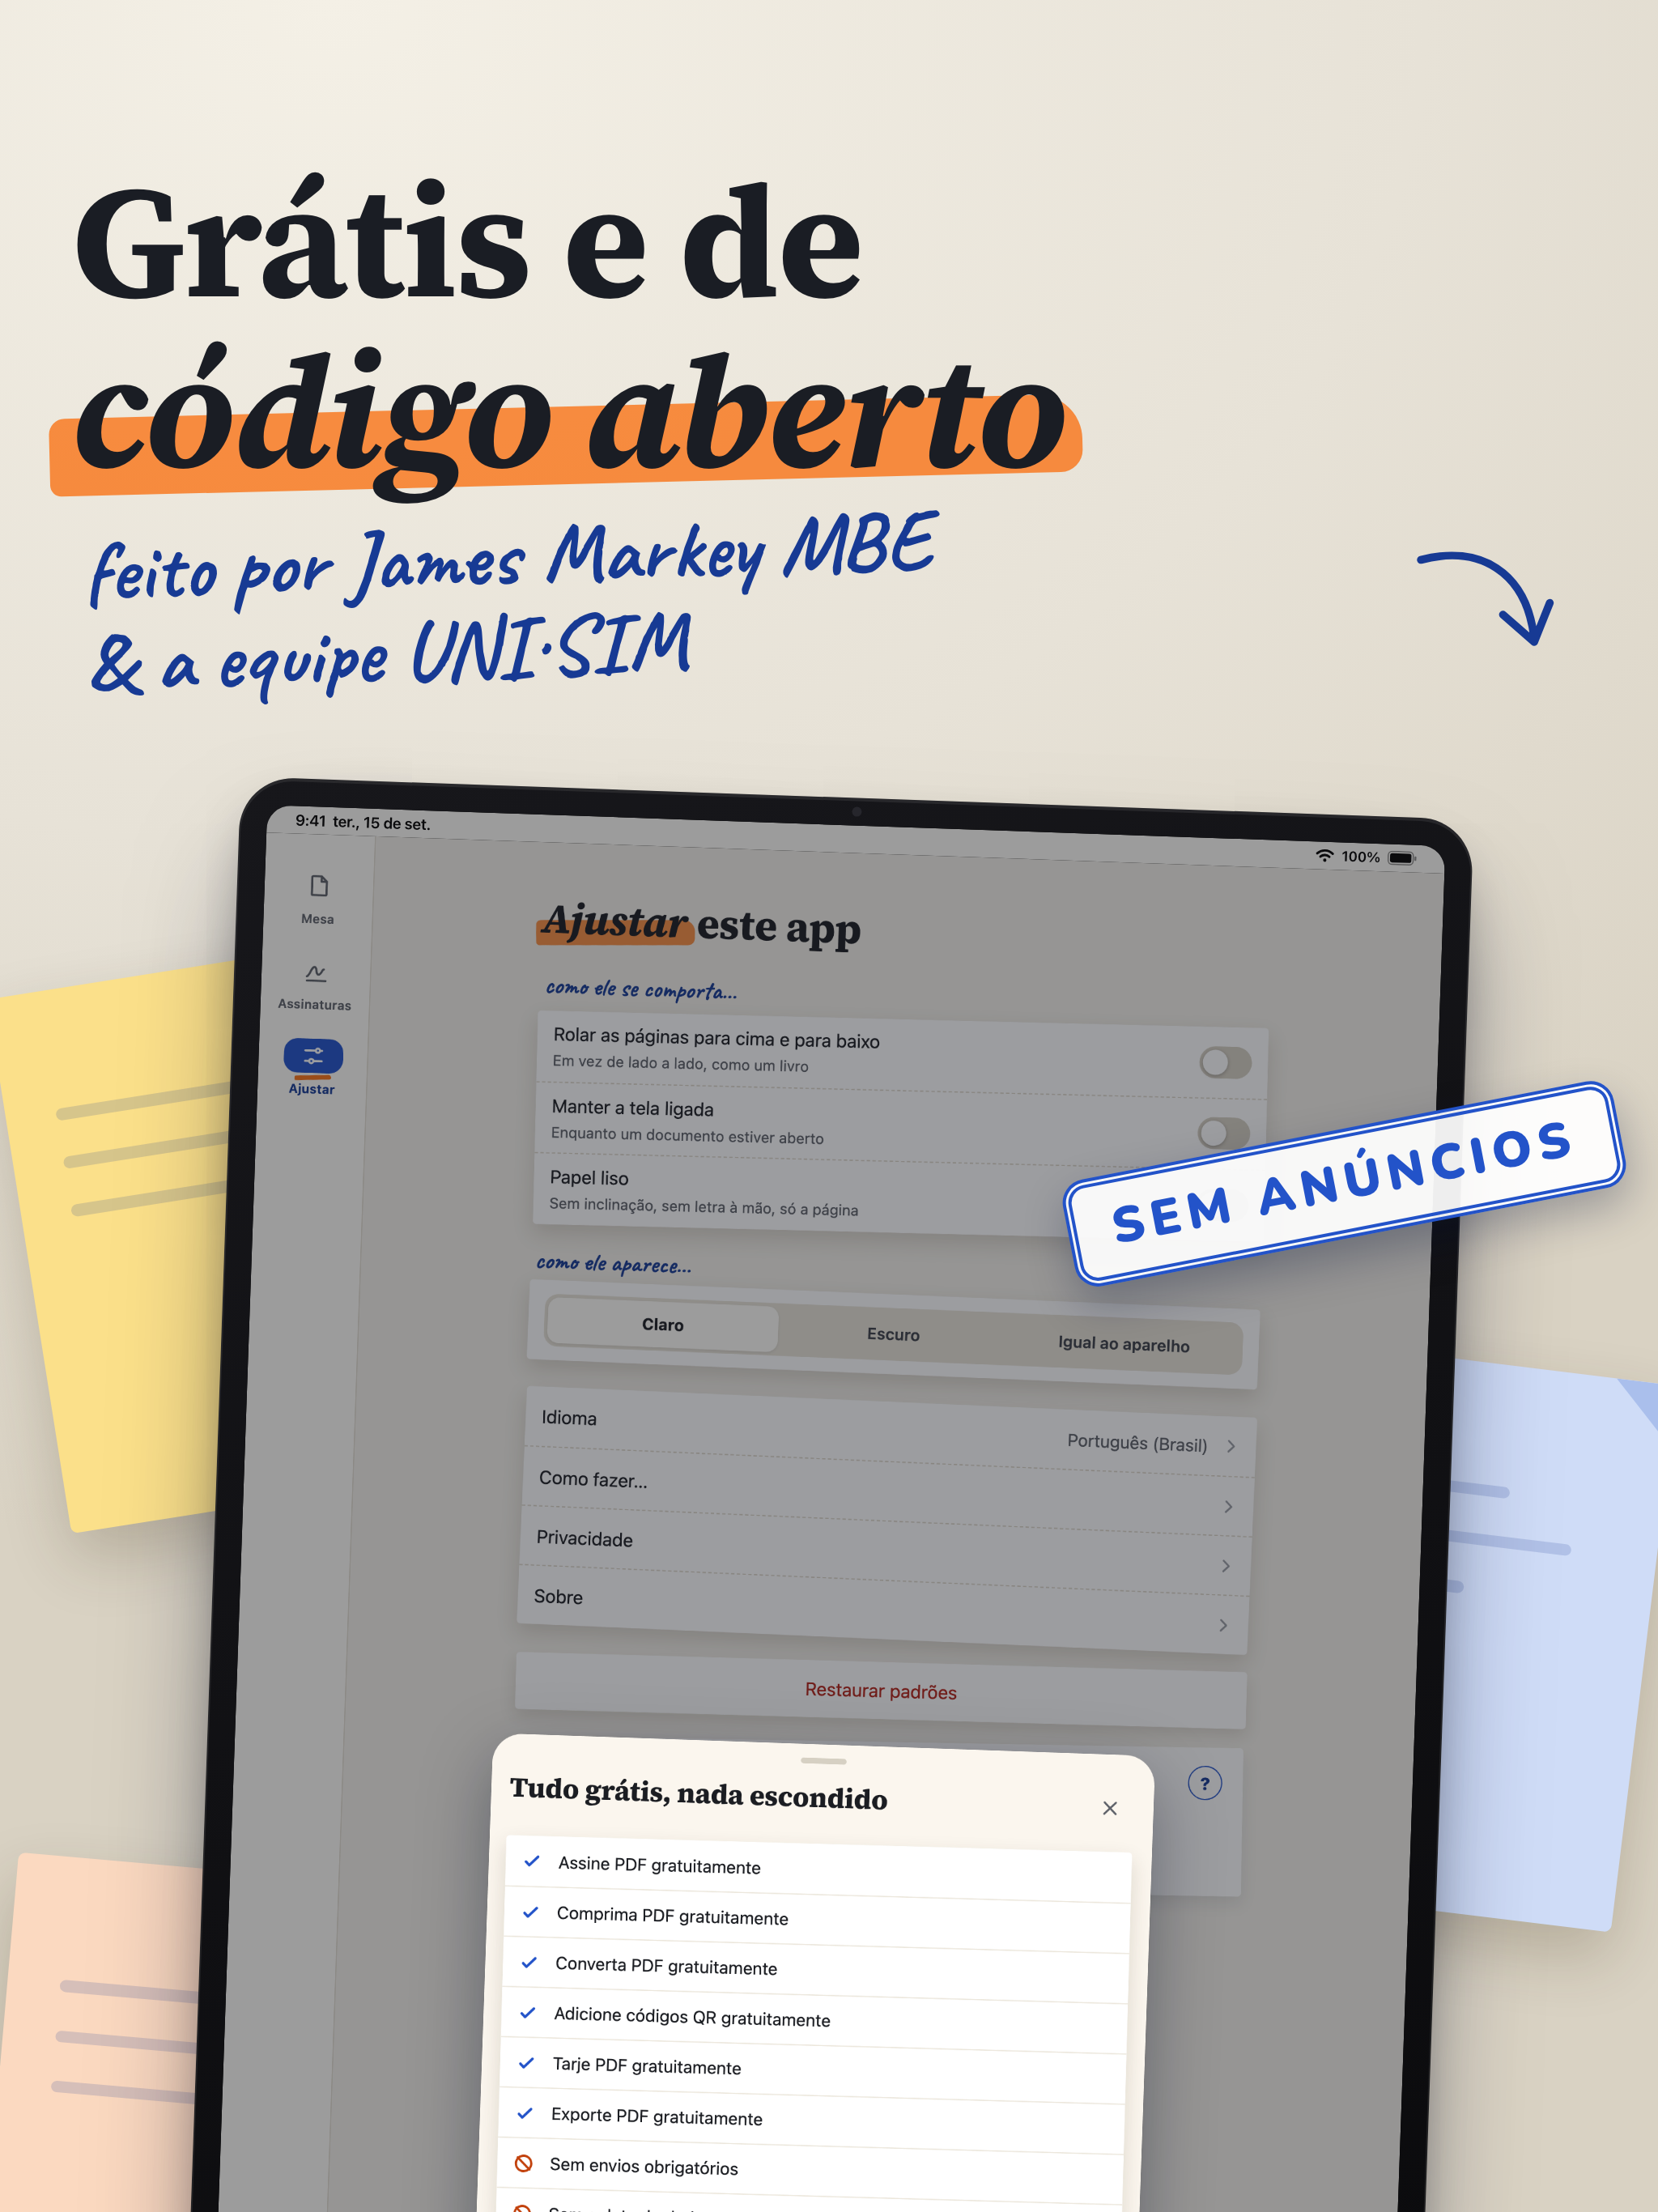 Grátis e de
código aberto
feito por James Markey MBE
& a equipe UNI·SIM
9:41 ter., 15 de set.
100%
Mesa
Assinaturas
Ajustar
Ajustar este app
como ele se comporta...
Rolar as páginas para cima e para baixo
Em vez de lado a lado, como um livro
Manter a tela ligada
Enquanto um documento estiver aberto
Papel liso
Sem inclinação, sem letra à mão, só a página
SEM ANÚNCIOS
como ele aparece...
Claro
Escuro
Igual ao aparelho
Idioma
Português (Brasil)
Como fazer...
Privacidade
Sobre
Restaurar padrões
?
Tudo grátis, nada escondido
Assine PDF gratuitamente
Comprima PDF gratuitamente
Converta PDF gratuitamente
Adicione códigos QR gratuitamente
Tarje PDF gratuitamente
Exporte PDF gratuitamente
Sem envios obrigatórios